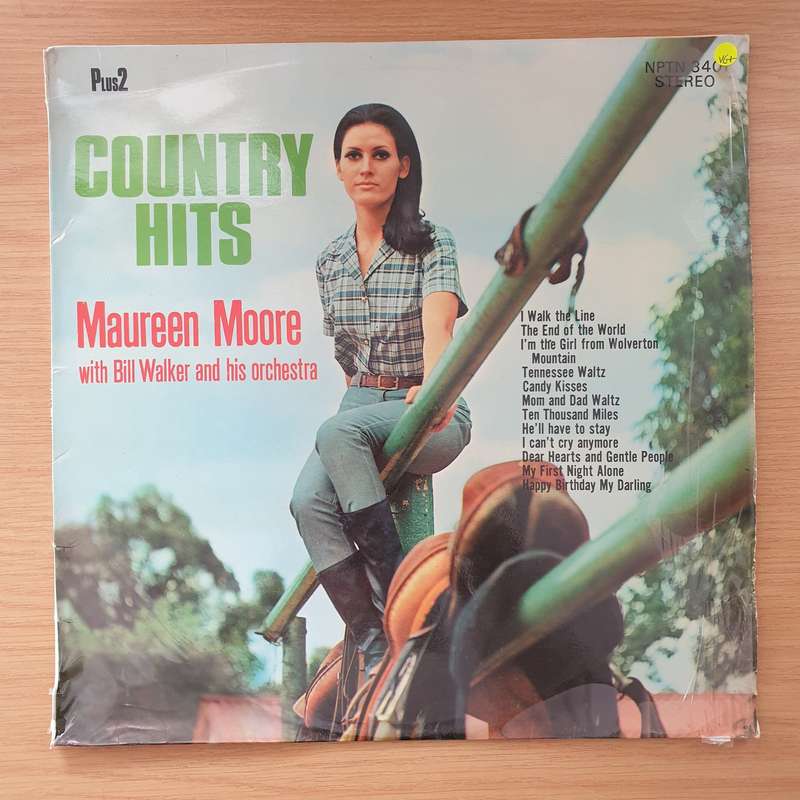 Plus2
NPTN 340
STEREO
VG+
COUNTRY
HITS
Maureen Moore
with Bill Walker and his orchestra
I Walk the Line
The End of the World
I'm the Girl from Wolverton
Mountain
Tennessee Waltz
Candy Kisses
Mom and Dad Waltz
Ten Thousand Miles
He'll have to stay
I can't cry anymore
Dear Hearts and Gentle People
My First Night Alone
Happy Birthday My Darling